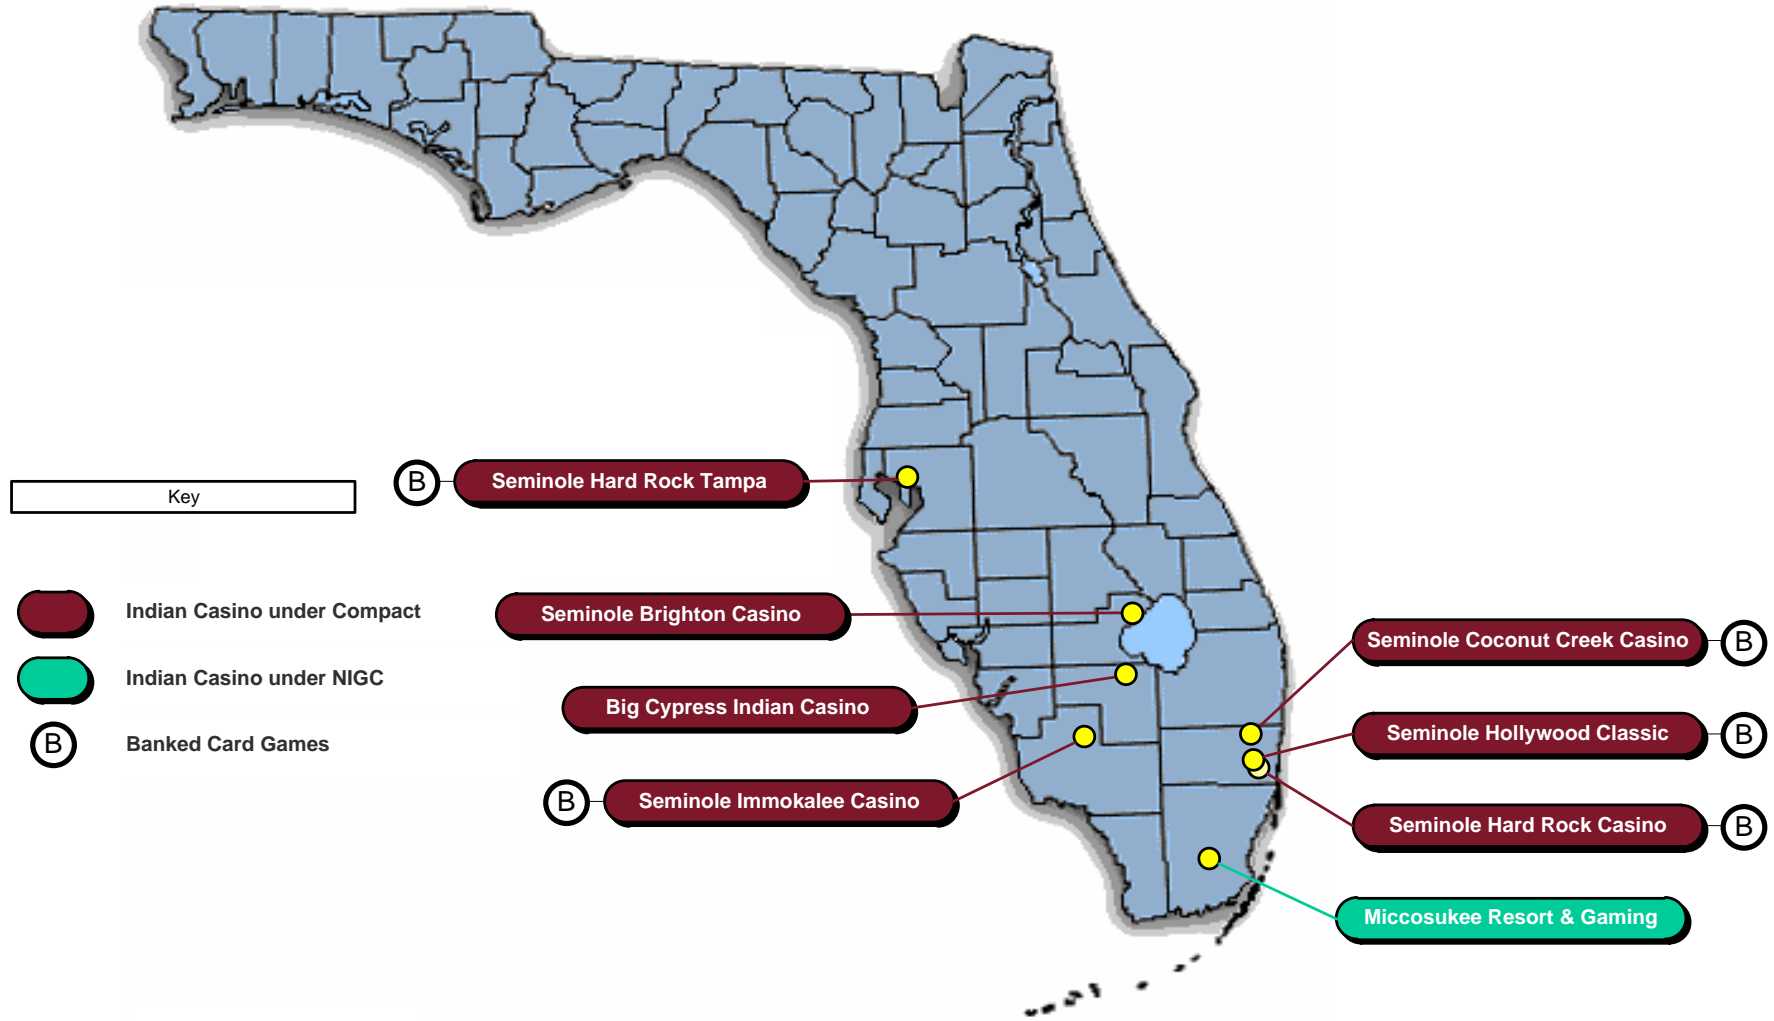 B
Seminole Hard Rock Tampa
Key
Indian Casino under Compact
Seminole Brighton Casino
Seminole Coconut Creek Casino
B
Indian Casino under NIGC
Big Cypress Indian Casino
Seminole Hollywood Classic
B
B
Banked Card Games
B
Seminole Immokalee Casino
Seminole Hard Rock Casino
B
Miccosukee Resort & Gaming